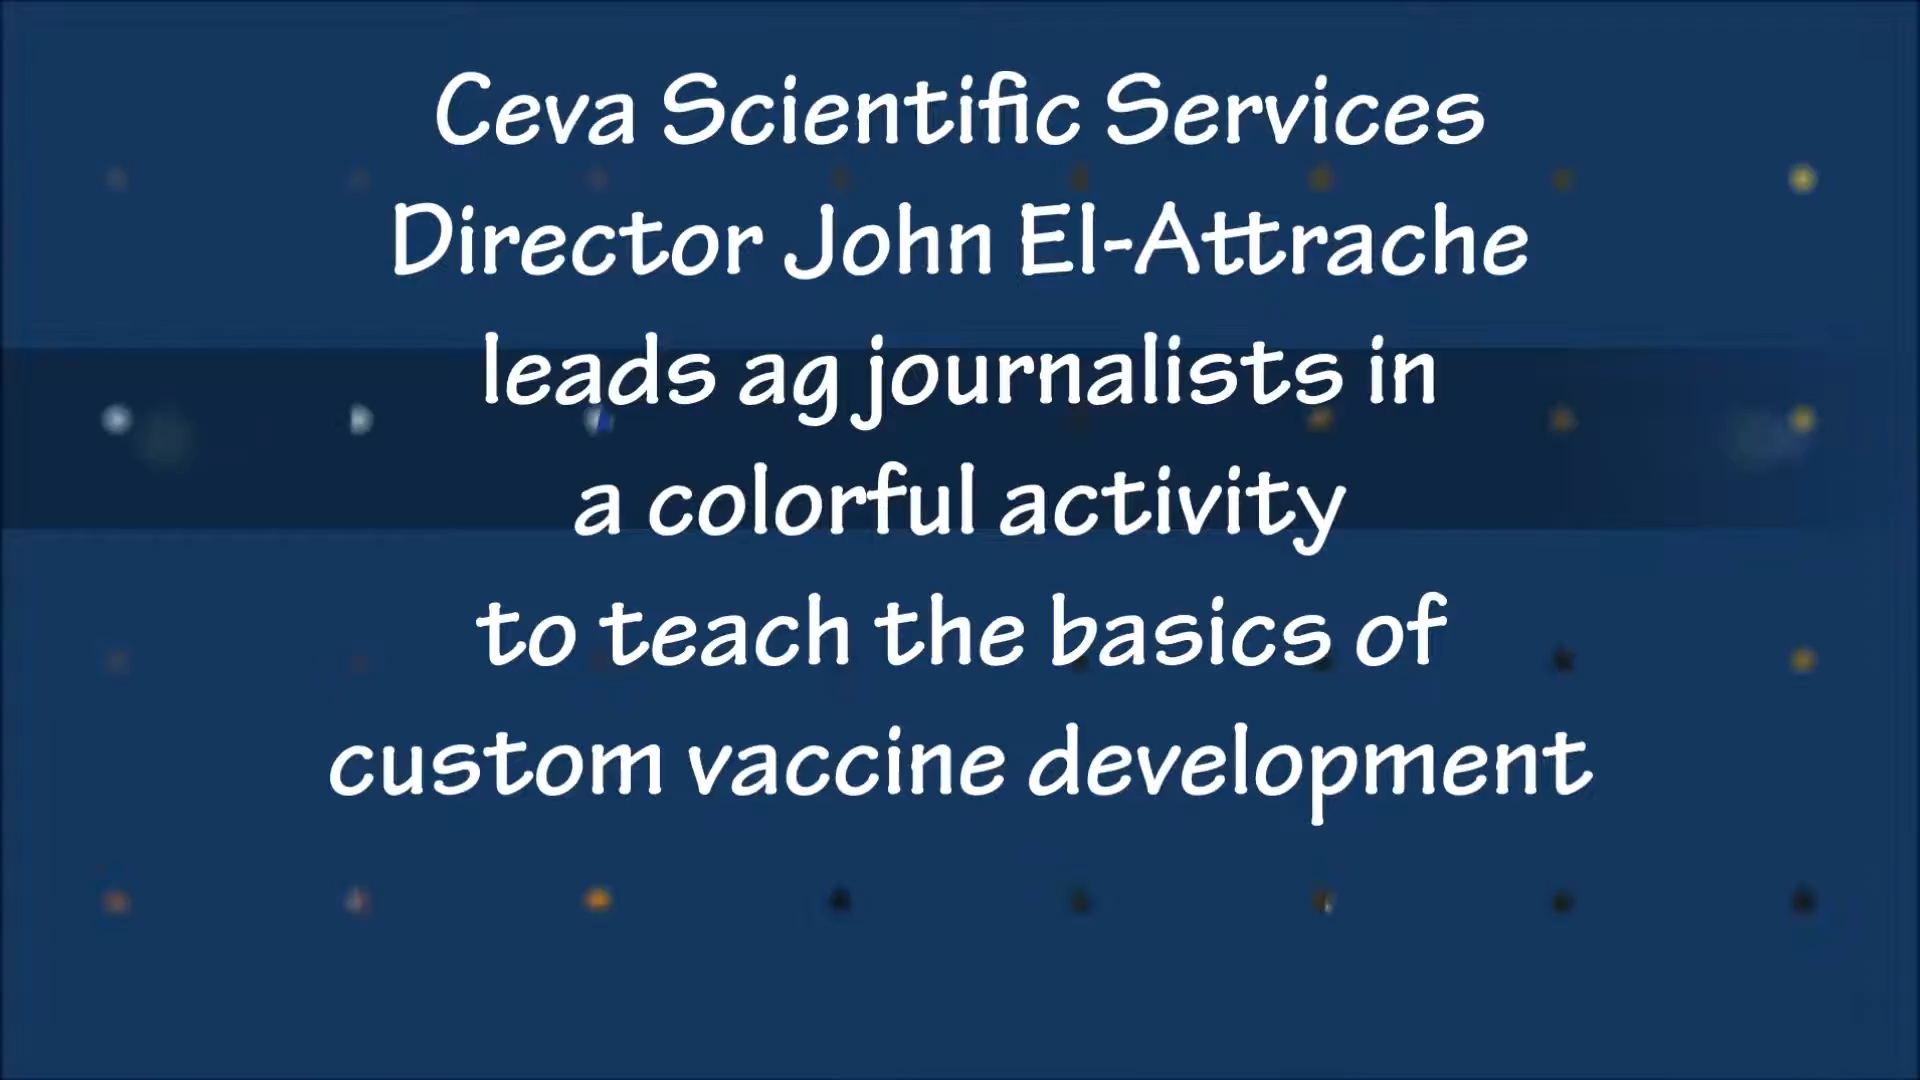 Ceva Scientific Services
Director John El-Attrache
leads ag journalists in
a colorful activity
to teach the basics of
custom vaccine development